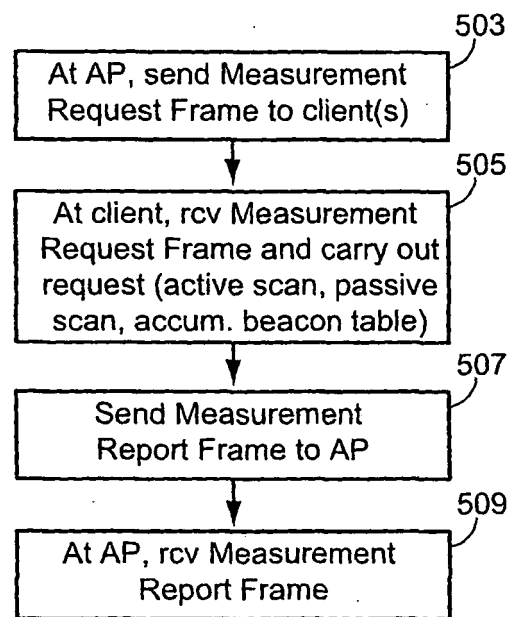 503
At AP, send Measurement
Request Frame to client(s)
505
At client, rcv Measurement
Request Frame and carry out
request (active scan, passive
scan, accum. beacon table)
507
Send Measurement
Report Frame to AP
509
At AP, rcv Measurement
Report Frame